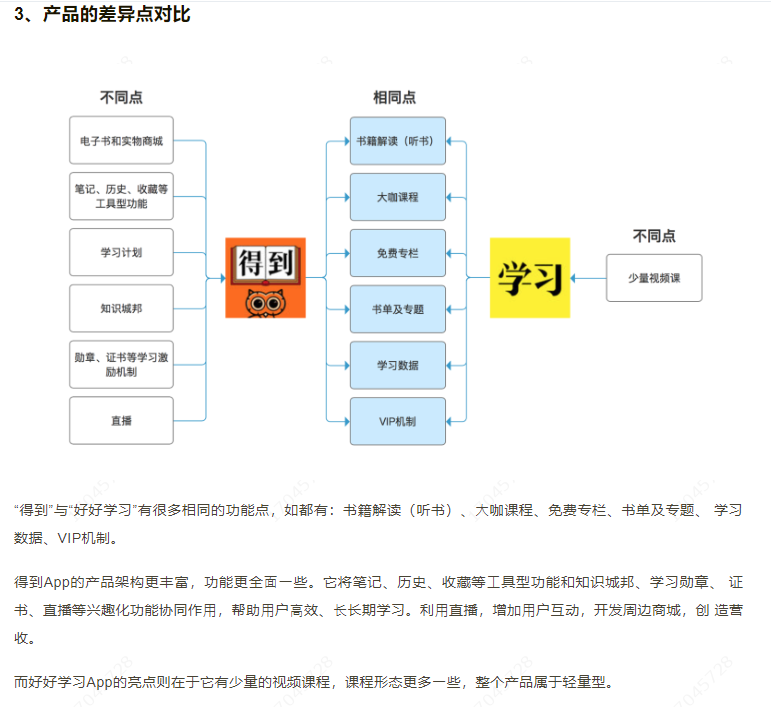 3、产品的差异点对比
不同点
相同点
电子书和实物商城
书籍解读（听书）
笔记、历史、收藏等
工具型功能
大咖课程
不同点
学习计划
免费专栏
得到
学习
少量视频课
知识城邦
书单及专题
勋章、证书等学习激
励机制
学习数据
直播
VIP机制
“得到”与“好好学习”有很多相同的功能点，如都有：书籍解读（听书）、大咖课程、免费专栏、书单及专题、 学习
数据、VIP机制。
得到App的产品架构更丰富，功能更全面一些。它将笔记、历史、收藏等工具型功能和知识城邦、学习勋章、 证
书、直播等兴趣化功能协同作用，帮助用户高效、长长期学习。利用直播，增加用户互动，开发周边商城，创 造营
收。
而好好学习App的亮点则在于它有少量的视频课程，课程形态更多一些，整个产品属于轻量型。